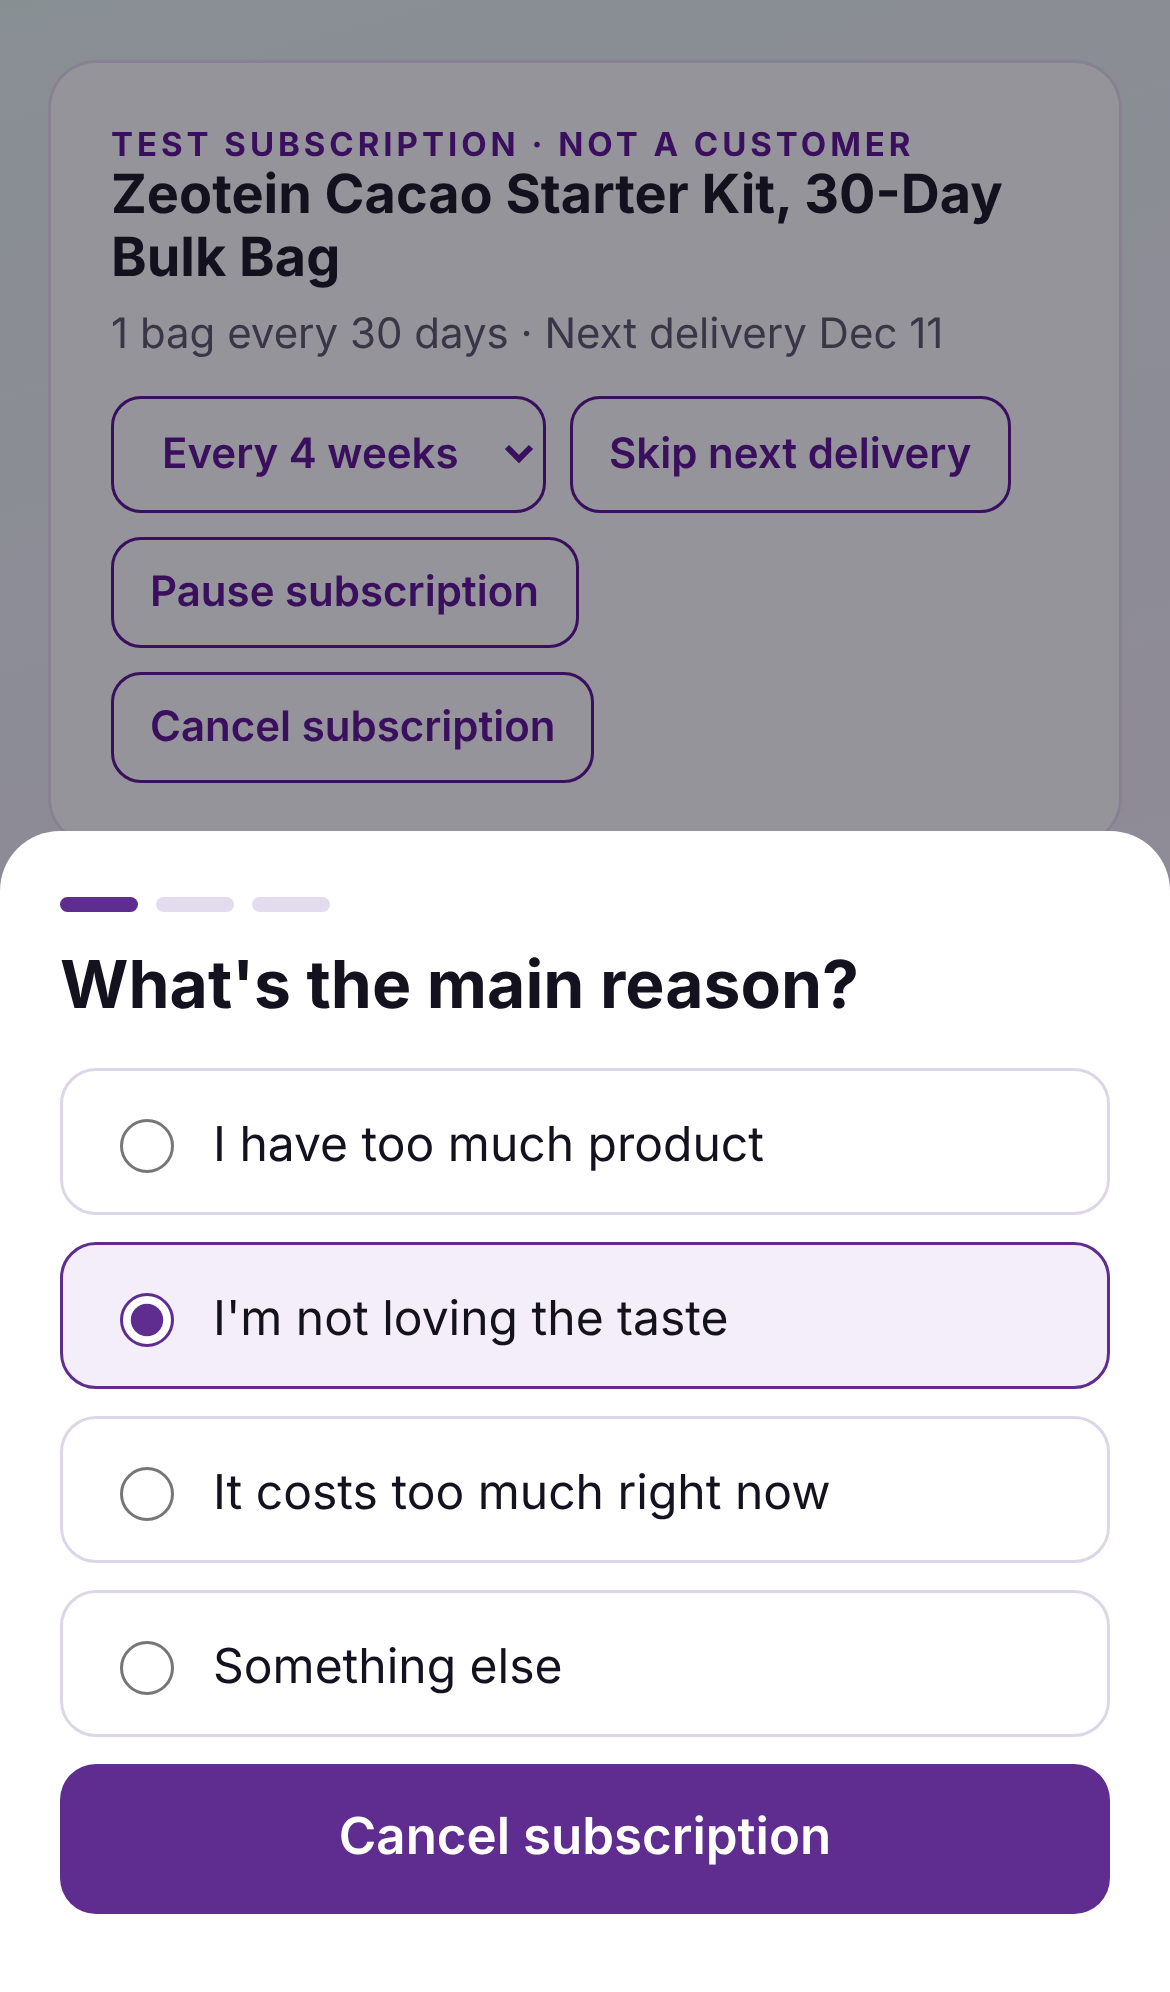 TEST SUBSCRIPTION · NOT A CUSTOMER
Zeotein Cacao Starter Kit, 30-Day
Bulk Bag
1 bag every 30 days · Next delivery Dec 11
Every 4 weeks
Skip next delivery
Pause subscription
Cancel subscription
What's the main reason?
I have too much product
I'm not loving the taste
It costs too much right now
Something else
Cancel subscription